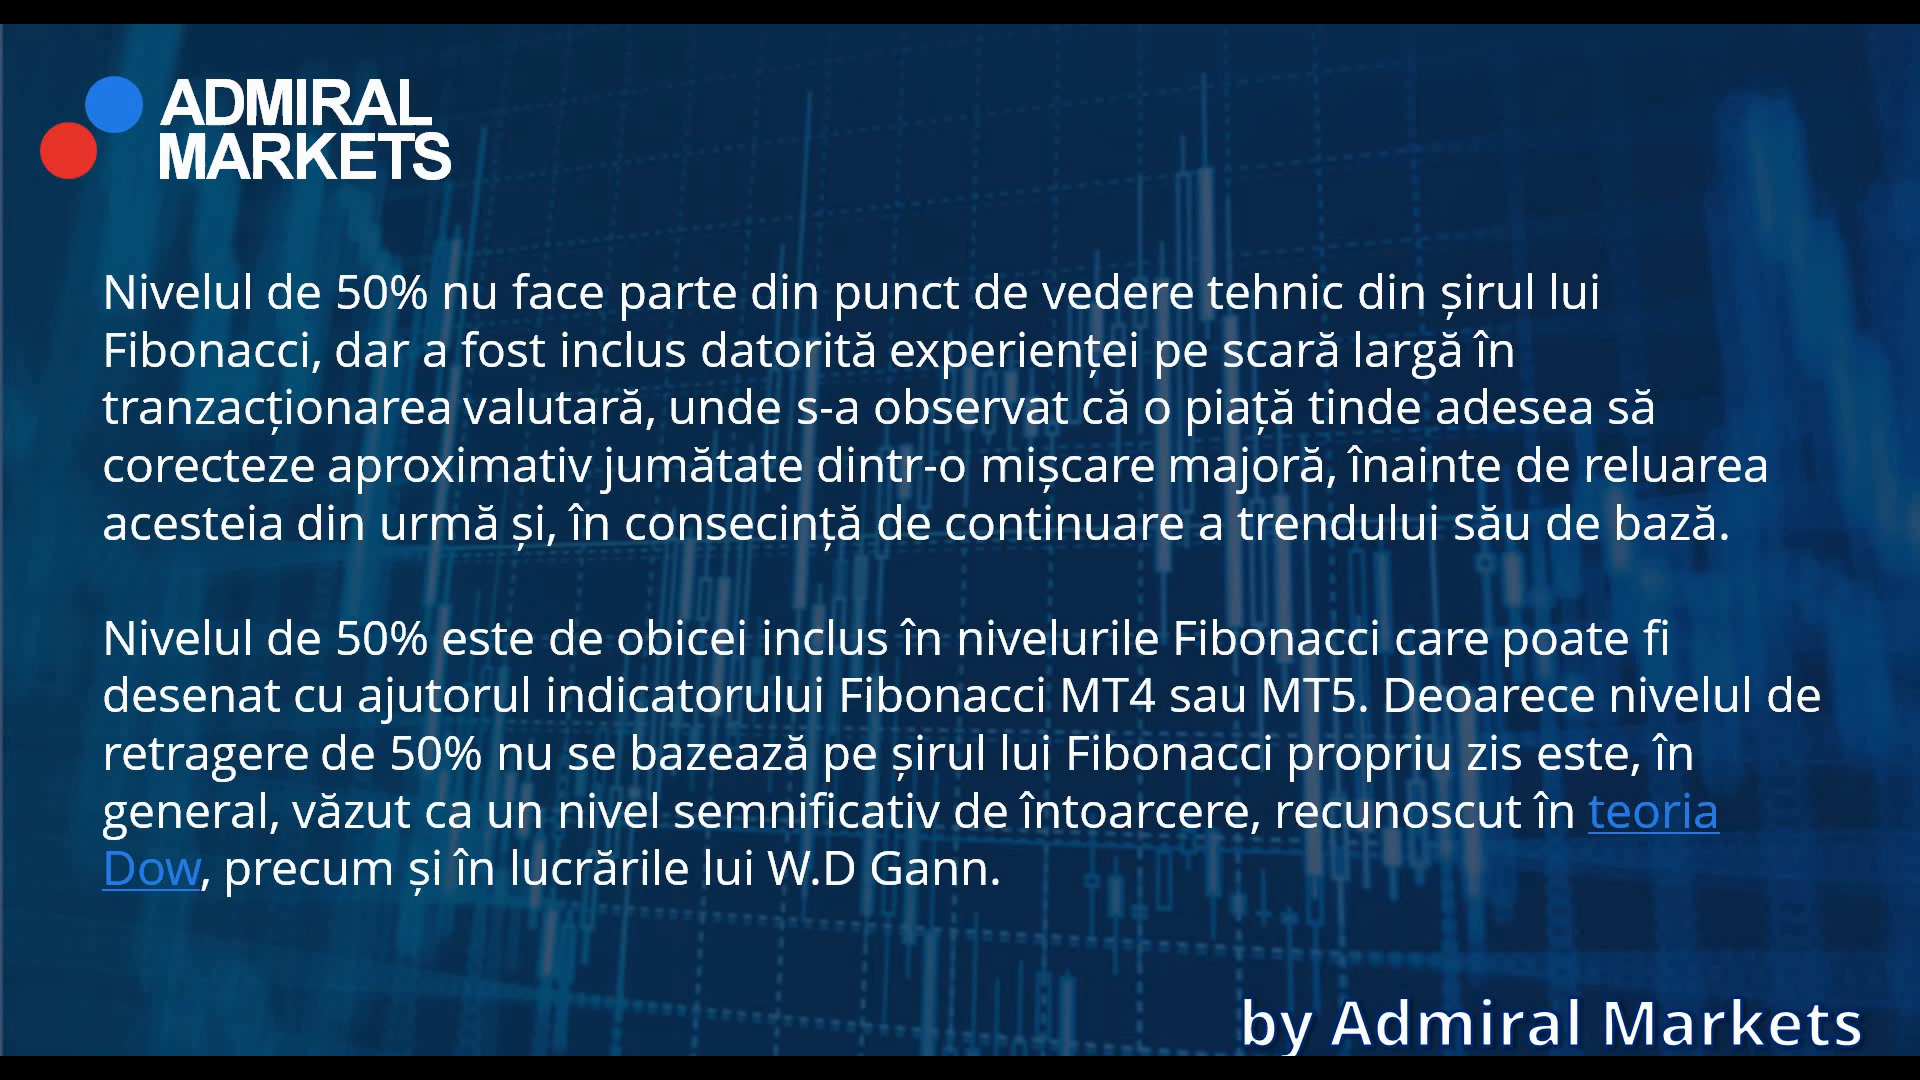 ADMIRAL
MARKETS
Nivelul de 50% nu face parte din punct de vedere tehnic din șirul lui
Fibonacci, dar a fost inclus datorită experienței pe scară largă în
tranzacționarea valutară, unde s-a observat că o piață tinde adesea să
corecteze aproximativ jumătate dintr-o mișcare majoră, înainte de reluarea
acesteia din urmă și, în consecință de continuare a trendului său de bază.
Nivelul de 50% este de obicei inclus în nivelurile Fibonacci care poate fi
desenat cu ajutorul indicatorului Fibonacci MT4 sau MT5. Deoarece nivelul de
retragere de 50% nu se bazează pe șirul lui Fibonacci propriu zis este, în
general, văzut ca un nivel semnificativ de întoarcere, recunoscut în teoria
Dow, precum și în lucrările lui W.D Gann.
by Admiral Markets